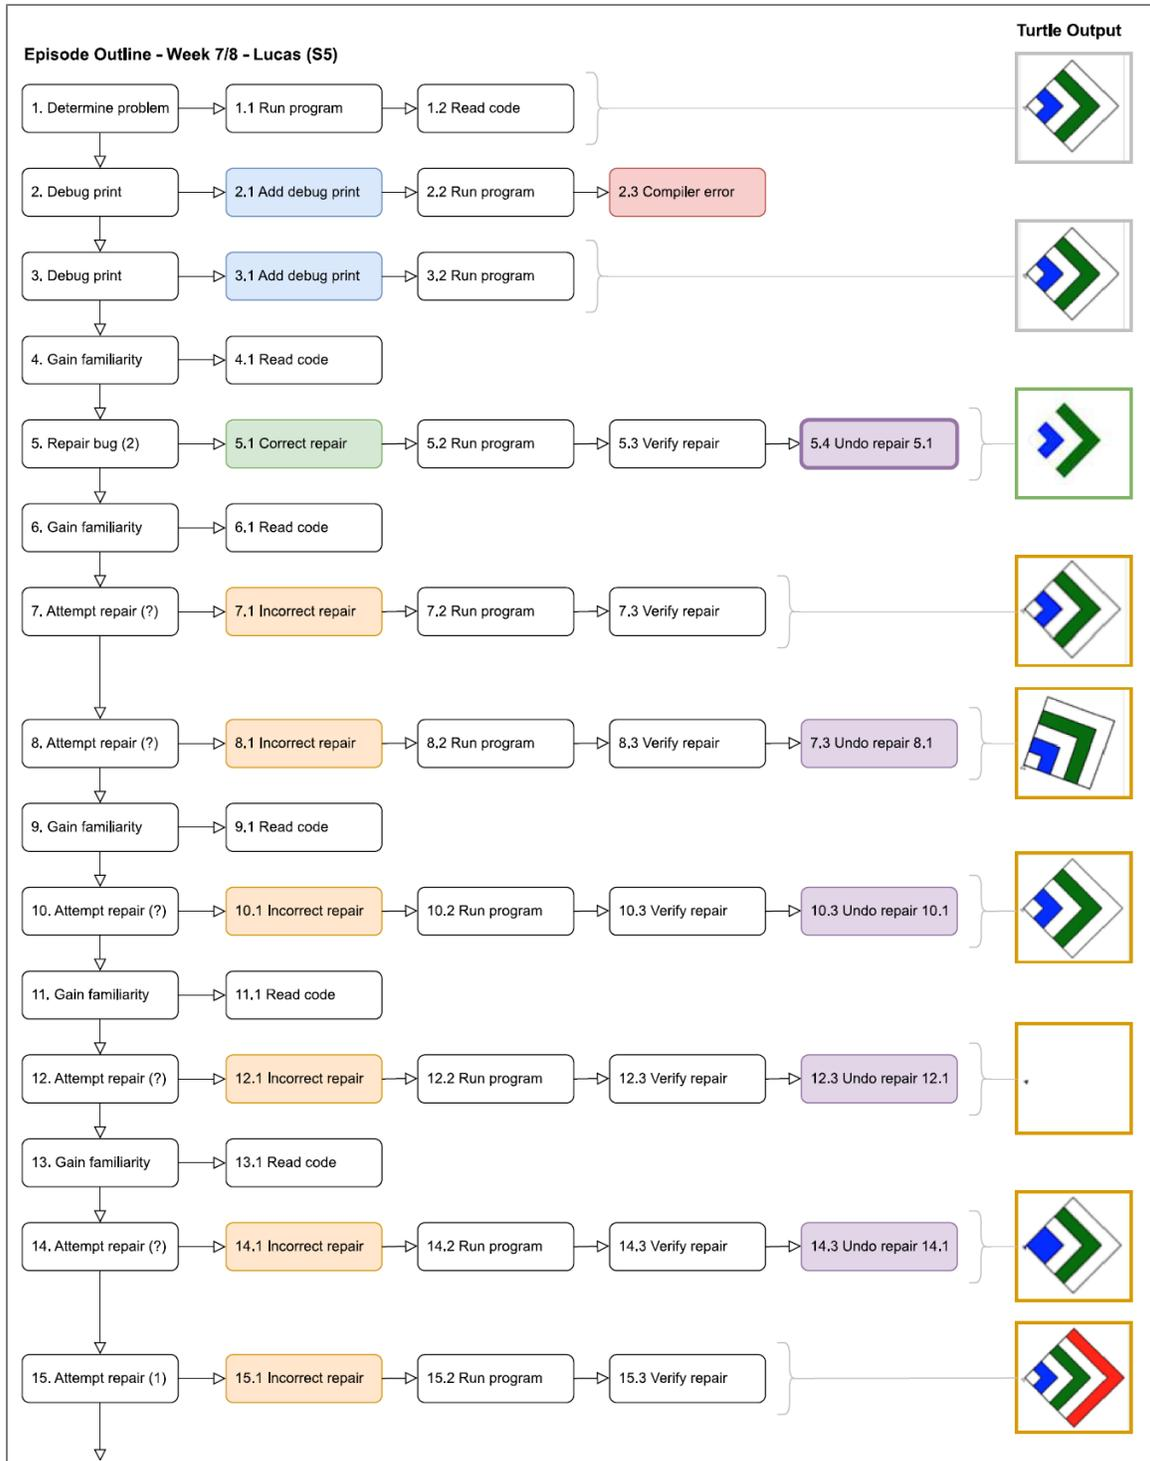 Turtle Output
Episode Outline - Week 7/8 - Lucas (S5)
1. Determine problem
1.1 Run program
1.2 Read code
2. Debug print
2.1 Add debug print
2.2 Run program
2.3 Compiler error
3. Debug print
3.1 Add debug print
3.2 Run program
4. Gain familiarity
4.1 Read code
5. Repair bug (2)
5.1 Correct repair
5.2 Run program
5.3 Verify repair
5.4 Undo repair 5.1
6. Gain familiarity
6.1 Read code
7. Attempt repair (?)
7.1 Incorrect repair
7.2 Run program
7.3 Verify repair
8. Attempt repair (?)
8.1 Incorrect repair
8.2 Run program
8.3 Verify repair
7.3 Undo repair 8.1
9. Gain familiarity
9.1 Read code
10. Attempt repair (?)
10.1 Incorrect repair
10.2 Run program
10.3 Verify repair
10.3 Undo repair 10.1
11. Gain familiarity
11.1 Read code
12. Attempt repair (?)
12.1 Incorrect repair
12.2 Run program
12.3 Verify repair
12.3 Undo repair 12.1
13. Gain familiarity
13.1 Read code
14. Attempt repair (?)
14.1 Incorrect repair
14.2 Run program
14.3 Verify repair
14.3 Undo repair 14.1
15. Attempt repair (1)
15.1 Incorrect repair
15.2 Run program
15.3 Verify repair